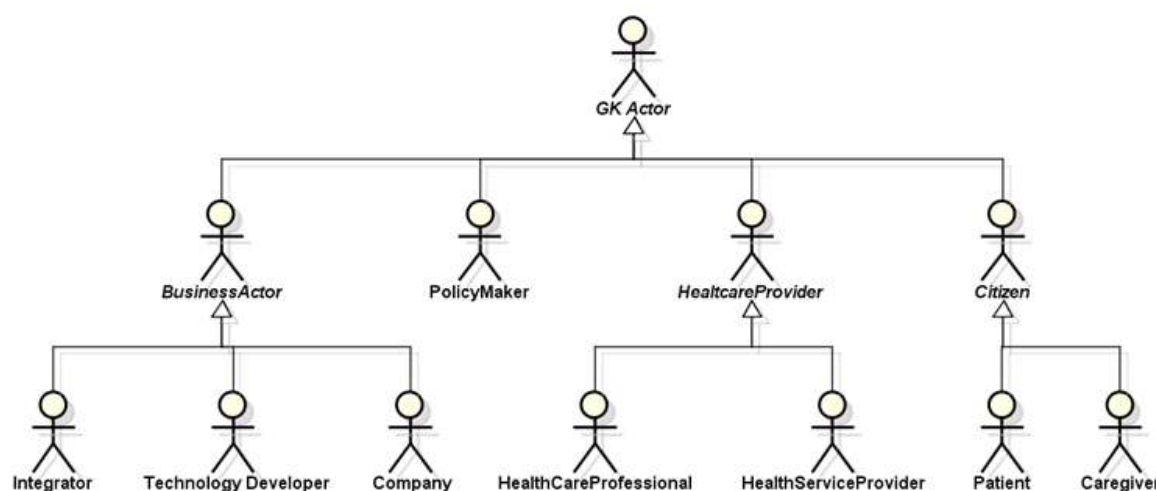 GK Actor
BusinessActor
PolicyMaker
HealtcareProvider
Citizen
Integrator
Technology Developer
Company
HealthCareProfessional
HealthServiceProvider
Patient
Caregiver